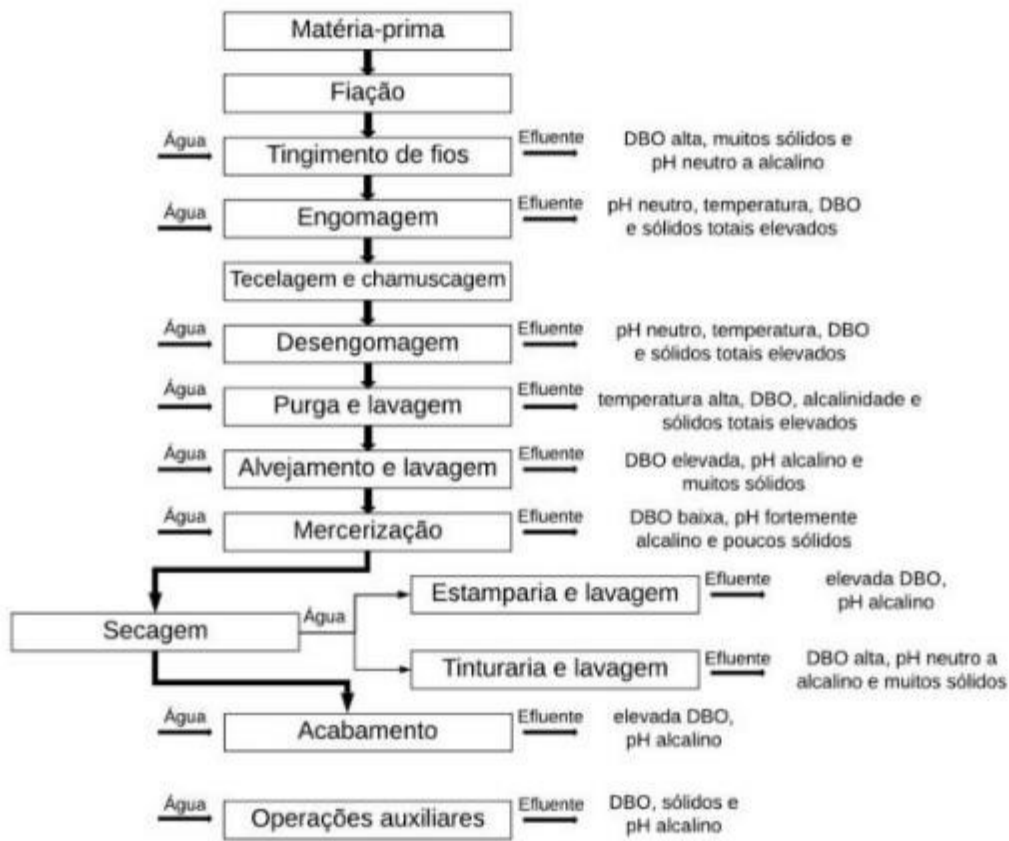 Matéria-prima
Fiação
Água
Tingimento de fios
Efluente
DBO alta, muitos sólidos e
pH neutro a alcalino
Água
Engomagem
Efluente
pH neutro, temperatura, DBO
e sólidos totais elevados
Tecelagem e chamuscagem
Água
Desengomagem
Efluente
pH neutro, temperatura, DBO
e sólidos totais elevados
Água
Purga e lavagem
Efluente
temperatura alta, DBO, alcalinidade e
sólidos totais elevados
Água
Alvejamento e lavagem
Efluente
DBO elevada, pH alcalino e
muitos sólidos
Água
Mercerização
Efluente
DBO baixa, pH fortemente
alcalino e poucos sólidos
Secagem
Água
Estamparia e lavagem
Efluente
elevada DBO,
pH alcalino
Tinturaria e lavagem
Efluente
DBO alta, pH neutro a
alcalino e muitos sólidos
Água
Acabamento
Efluente
elevada DBO,
pH alcalino
Água
Operações auxiliares
Efluente
DBO, sólidos e
pH alcalino